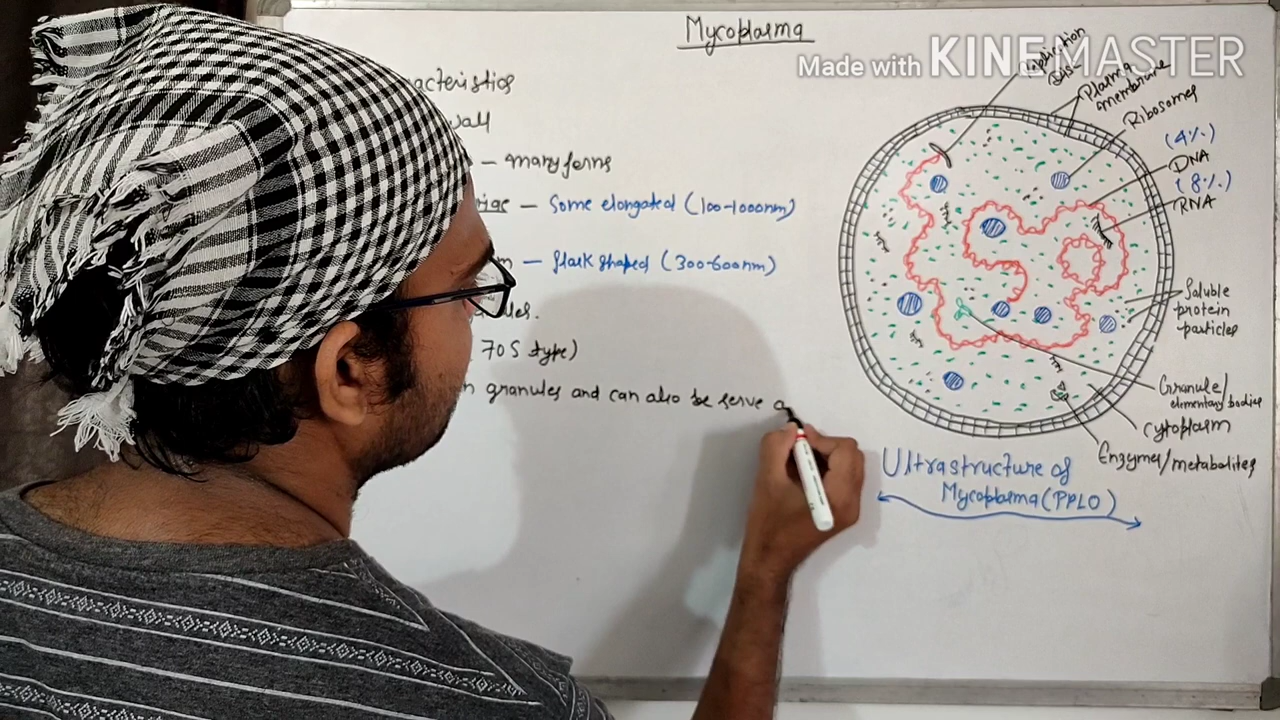 Mycoplasma
Made with KINEMASTER
acteristics
wall
- many forms
- Some elongated (100-1000nm)
- flask shaped (300-600nm)
70S type)
granules and can also be serve a
Replication
Disc
Plasma
membrane
Ribosomes
(4%)
DNA
(8%)
RNA
Soluble
protein
particles
Granule/
elementary bodies
Cytoplasm
Enzymes/metabolites
Ultrastructure of
Mycoplasma (PPLO)